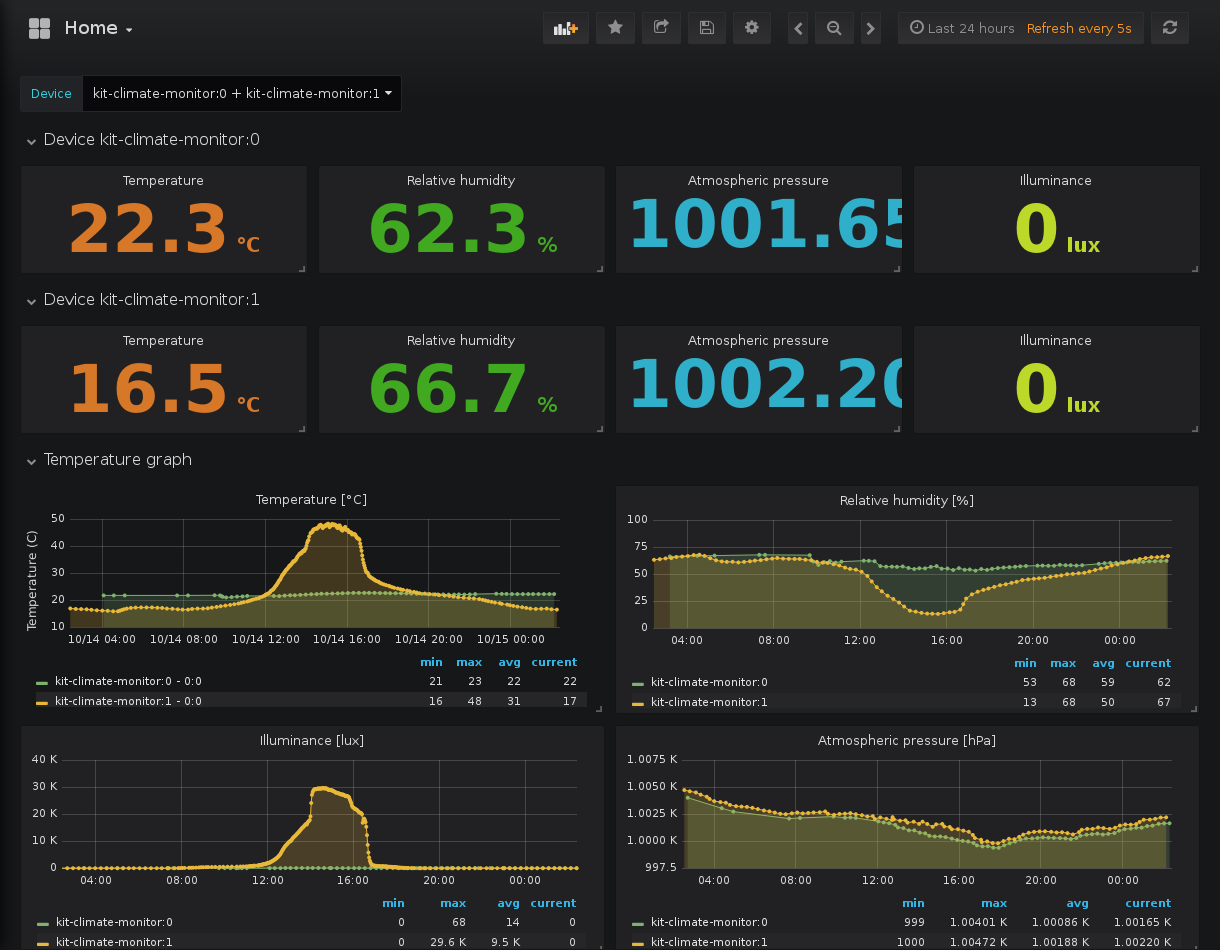 Home
Last 24 hours Refresh every 5s
Device kit-climate-monitor:0 + kit-climate-monitor:1
Device kit-climate-monitor:0
Temperature Relative humidity Atmospheric pressure Illuminance
22.3 °C 62.3 % 1001.65 0 lux
Device kit-climate-monitor:1
Temperature Relative humidity Atmospheric pressure Illuminance
16.5 °C 66.7 % 1002.20 0 lux
Temperature graph
Temperature [°C]
Temperature (C)
50
40
30
20
10
10/14 04:00 10/14 08:00 10/14 12:00 10/14 16:00 10/14 20:00 10/15 00:00
min max avg current
kit-climate-monitor:0 - 0:0 21 23 22 22
kit-climate-monitor:1 - 0:0 16 48 31 17
Relative humidity [%]
100
75
50
25
0
04:00 08:00 12:00 16:00 20:00 00:00
min max avg current
kit-climate-monitor:0 53 68 59 62
kit-climate-monitor:1 13 68 50 67
Illuminance [lux]
40 K
30 K
20 K
10 K
0
04:00 08:00 12:00 16:00 20:00 00:00
min max avg current
kit-climate-monitor:0 0 68 14 0
kit-climate-monitor:1 0 29.6 K 9.5 K 0
Atmospheric pressure [hPa]
1.0075 K
1.0050 K
1.0025 K
1.0000 K
997.5
04:00 08:00 12:00 16:00 20:00 00:00
min max avg current
kit-climate-monitor:0 999 1.00401 K 1.00086 K 1.00165 K
kit-climate-monitor:1 1000 1.00472 K 1.00188 K 1.00220 K